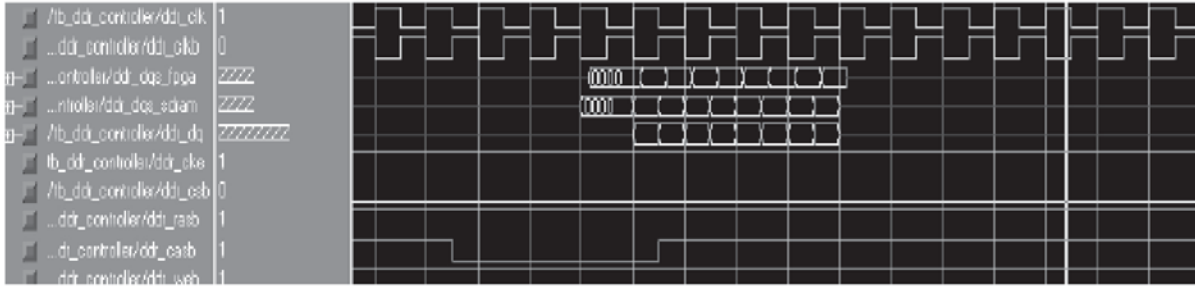 /tb_ddr_controller/ddr_clk 1
...ddr_controller/ddr_clkb 0
...ontroller/ddr_dqs_fpga ZZZZ
...ntroller/ddr_dqs_sdram ZZZZ
/tb_ddr_controller/ddr_dq ZZZZZZZZ
tb_ddr_controller/ddr_cke 1
/tb_ddr_controller/ddr_csb 0
...ddr_controller/ddr_rasb 1
...dr_controller/ddr_casb 1
...ddr_controller/ddr_web 1